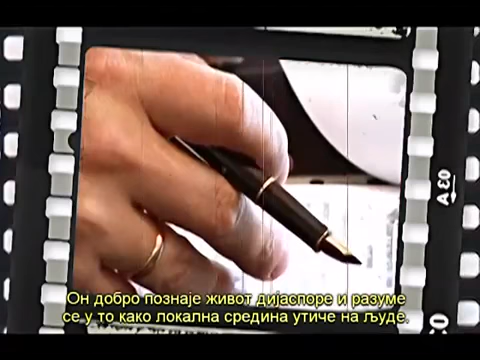 Он добро познаје живот дијаспоре и разуме
се у то како локална средина утиче на људе.